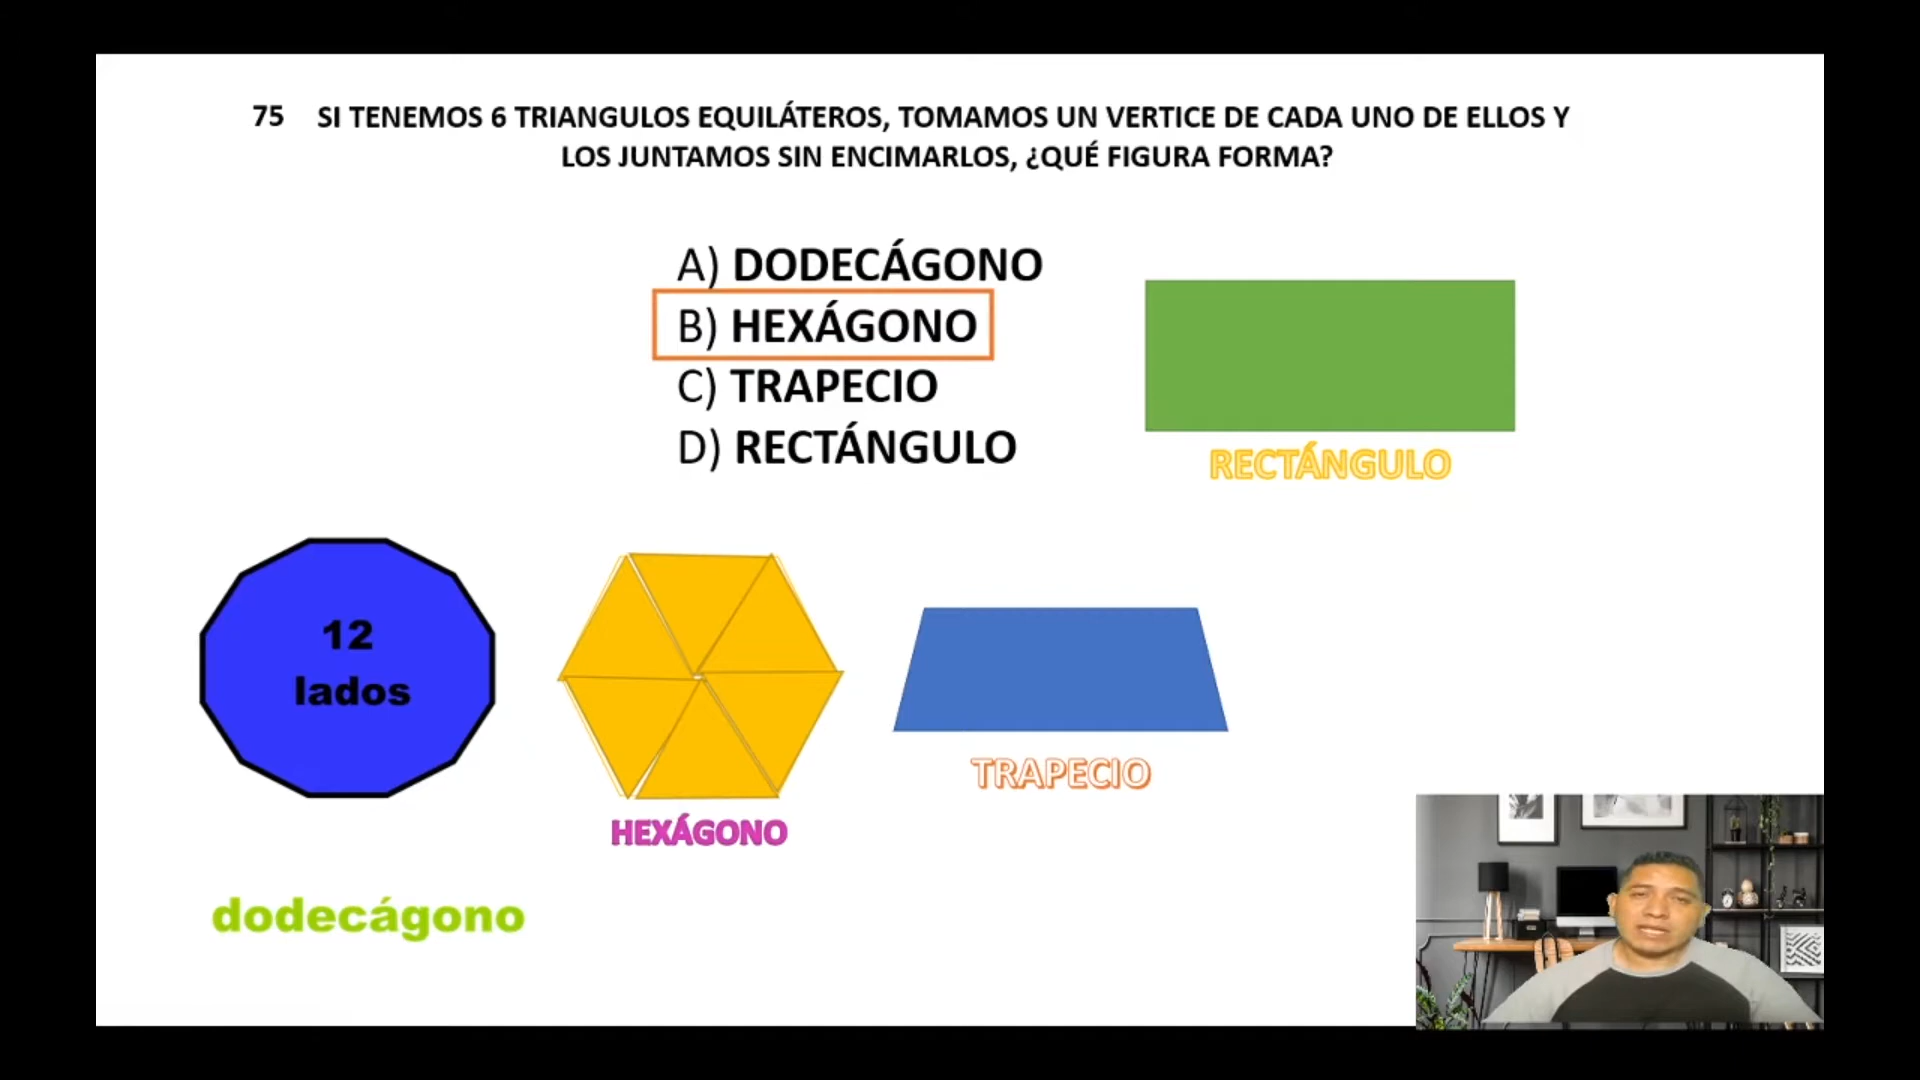 75 SI TENEMOS 6 TRIANGULOS EQUILÁTEROS, TOMAMOS UN VERTICE DE CADA UNO DE ELLOS Y
LOS JUNTAMOS SIN ENCIMARLOS, ¿QUÉ FIGURA FORMA?
A) DODECÁGONO
B) HEXÁGONO
C) TRAPECIO
D) RECTÁNGULO
RECTÁNGULO
12
lados
TRAPECIO
HEXÁGONO
dodecágono